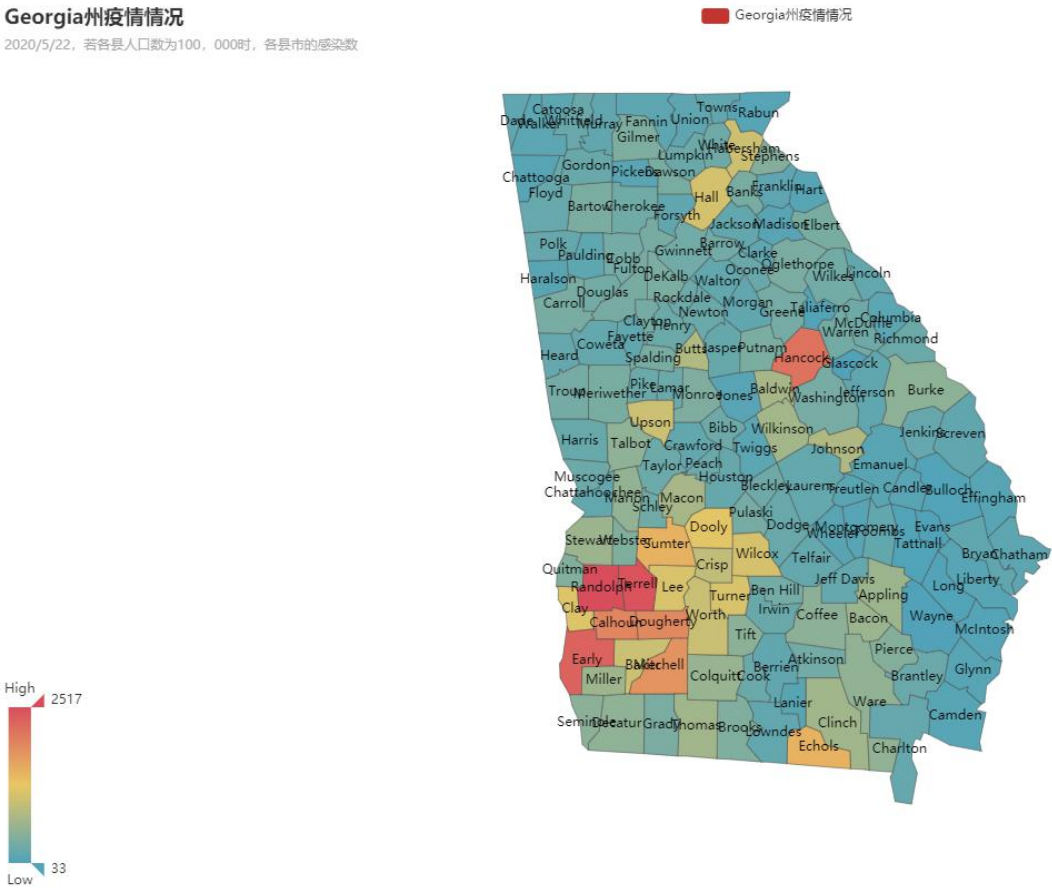 Georgia州疫情情况
Georgia州疫情情况
2020/5/22，若各县人口数为100，000时，各县市的感染数
Towns Rabun
Catoosa
Dade Walker Whitfield Murray Fannin Union
Gilmer
White Habersham
Lumpkin Stephens
Gordon Pickens Dawson
Chattooga
Floyd Hall Banks Franklin Hart
Bartow Cherokee
Forsyth
Jackson Madison Elbert
Polk Paulding Cobb Gwinnett Barrow
Clarke
Fulton Oconee Oglethorpe
Haralson DeKalb Walton Wilkes Lincoln
Douglas
Carroll Rockdale Morgan
Newton Greene Taliaferro
Clayton Henry McDuffie Columbia
Fayette Warren
Heard Coweta Spalding Butts Jasper Putnam Richmond
Hancock Glascock
Troup Meriwether Pike Lamar Monroe Jones Baldwin
Washington Jefferson Burke
Upson Bibb Wilkinson
Harris Talbot Crawford Twiggs Johnson Jenkins Screven
Taylor Peach Emanuel
Muscogee Houston
Chattahoochee Marion Macon Bleckley Laurens Treutlen Candler Bulloch Effingham
Schley Pulaski
Dooly Dodge Montgomery
Wheeler Toombs Evans
Stewart Webster Sumter Wilcox Tattnall
Crisp Telfair Bryan Chatham
Quitman
Randolph Terrell Lee Turner Ben Hill Jeff Davis Appling Long Liberty
Clay Worth Irwin Coffee Bacon Wayne
Calhoun Dougherty McIntosh
Tift
Early Baker Mitchell Atkinson Pierce
Miller Colquitt Cook Berrien Brantley Glynn
Lanier Ware
Seminole Decatur Grady Thomas Brooks Lowndes Clinch Camden
Echols Charlton
High
2517
33
Low